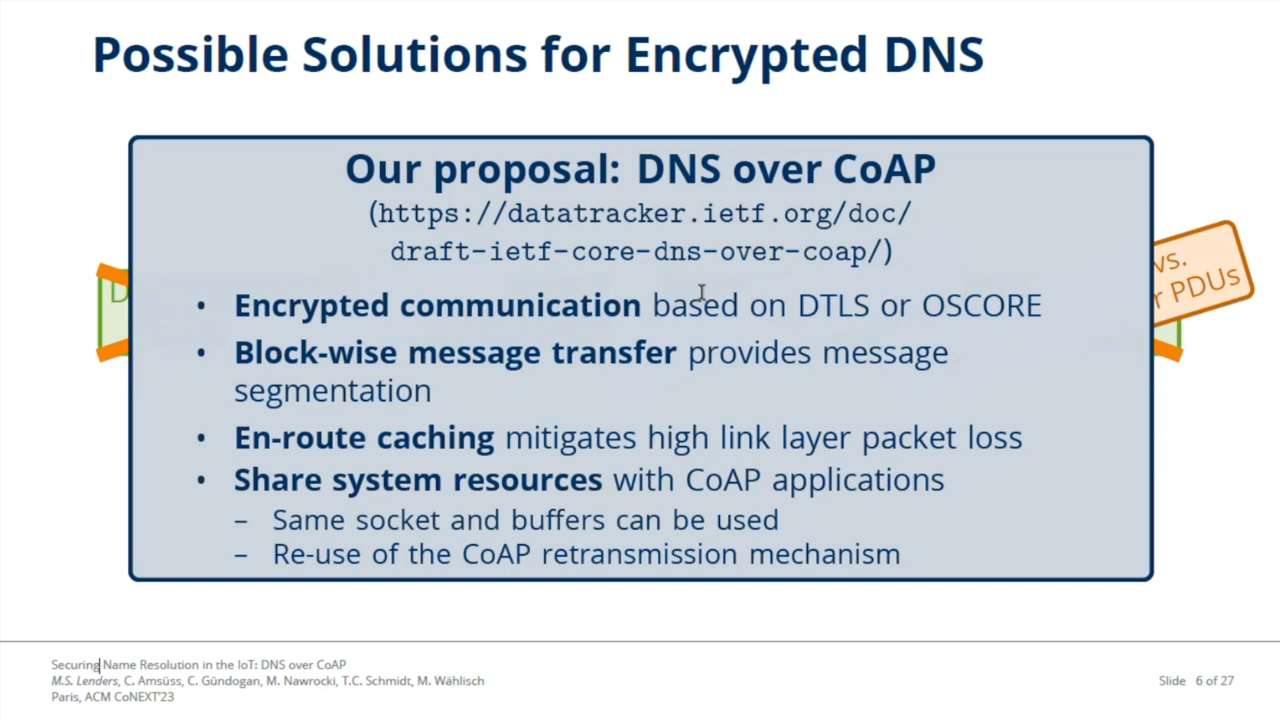 Possible Solutions for Encrypted DNS
Our proposal: DNS over CoAP
(https://datatracker.ietf.org/doc/
draft-ietf-core-dns-over-coap/)
vs.
PDUs
• Encrypted communication based on DTLS or OSCORE
• Block-wise message transfer provides message
segmentation
• En-route caching mitigates high link layer packet loss
• Share system resources with CoAP applications
– Same socket and buffers can be used
– Re-use of the CoAP retransmission mechanism
Securing Name Resolution in the IoT: DNS over CoAP
M.S. Lenders, C. Amsüss, C. Gündogan, M. Nawrocki, T.C. Schmidt, M. Wählisch
Paris, ACM CoNEXT'23
Slide 6 of 27